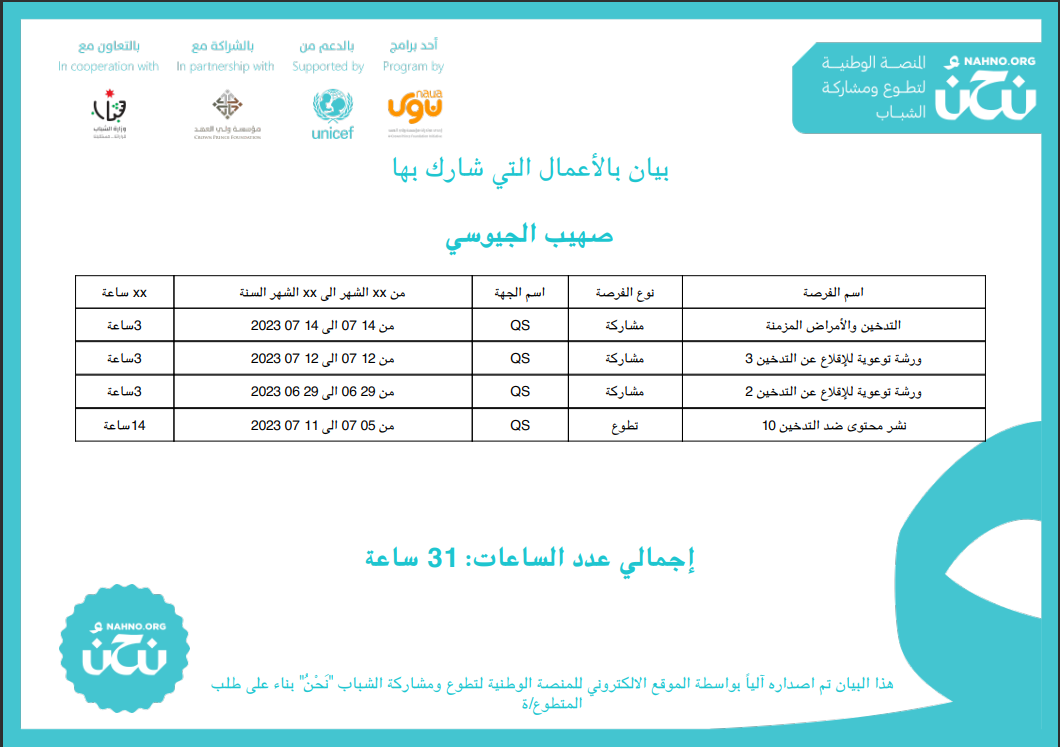 أحد برامج
Program by
بالدعم من
Supported by
بالشراكة مع
In partnership with
بالتعاون مع
In cooperation with
naua
نوى
unicef
مؤسسة ولي العهد
CROWN PRINCE FOUNDATION
وزارة الشباب
NAHNO.ORG
نحنُ
المنصة الوطنية
لتطوع ومشاركة
الشباب
بيان بالأعمال التي شارك بها
صهيب الجيوسي
اسم الفرصة نوع الفرصة اسم الجهة من xx الشهر الى xx الشهر السنة xx ساعة
التدخين والأمراض المزمنة مشاركة QS من 14 07 الى 14 07 2023 3ساعة
ورشة توعوية للإقلاع عن التدخين 3 مشاركة QS من 12 07 الى 12 07 2023 3ساعة
ورشة توعوية للإقلاع عن التدخين 2 مشاركة QS من 29 06 الى 29 06 2023 3ساعة
نشر محتوى ضد التدخين 10 تطوع QS من 05 07 الى 11 07 2023 14ساعة
إجمالي عدد الساعات: 31 ساعة
NAHNO.ORG
نحنُ
هذا البيان تم اصداره آلياً بواسطة الموقع الالكتروني للمنصة الوطنية لتطوع ومشاركة الشباب "نَحْنُ" بناء على طلب
المتطوع/ة